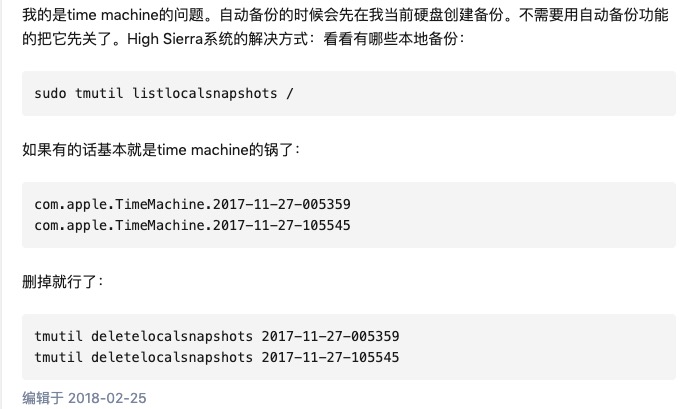 我的是time machine的问题。自动备份的时候会先在我当前硬盘创建备份。不需要用自动备份功能
的把它先关了。High Sierra系统的解决方式：看看有哪些本地备份：
sudo tmutil listlocalsnapshots /
如果有的话基本就是time machine的锅了：
com.apple.TimeMachine.2017-11-27-005359
com.apple.TimeMachine.2017-11-27-105545
删掉就行了：
tmutil deletelocalsnapshots 2017-11-27-005359
tmutil deletelocalsnapshots 2017-11-27-105545
编辑于 2018-02-25